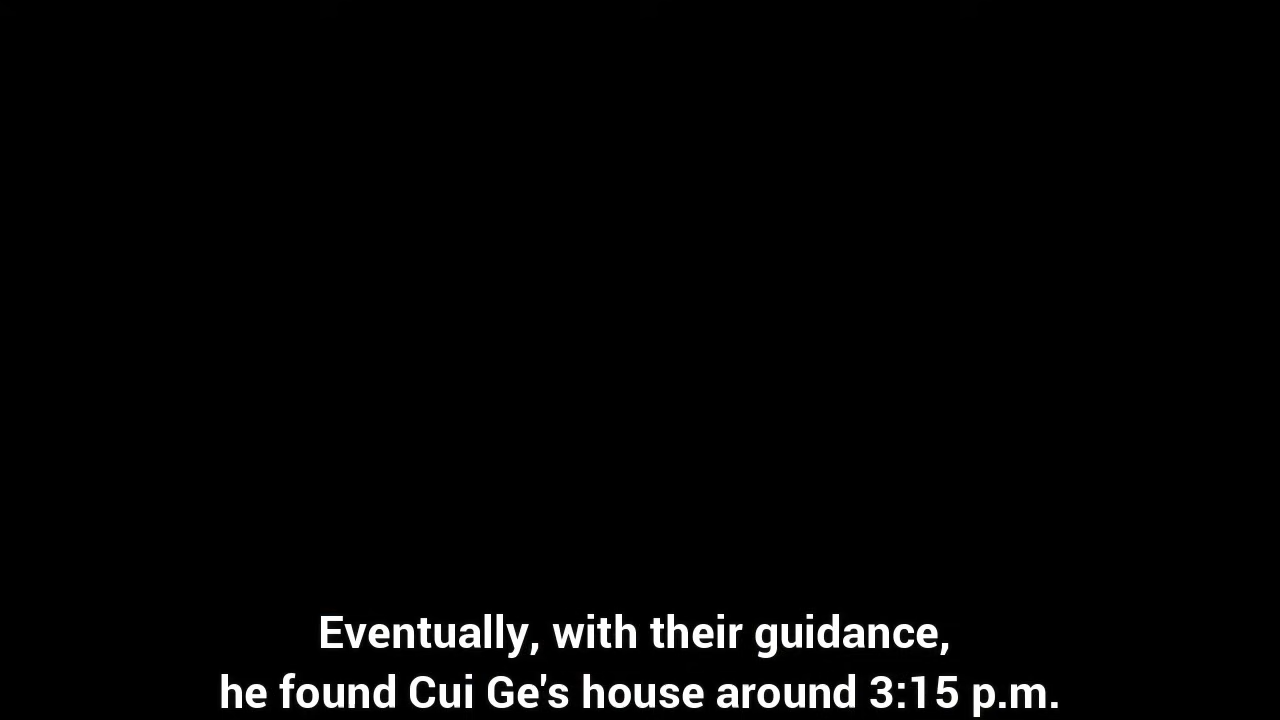 Eventually, with their guidance,
he found Cui Ge's house around 3:15 p.m.